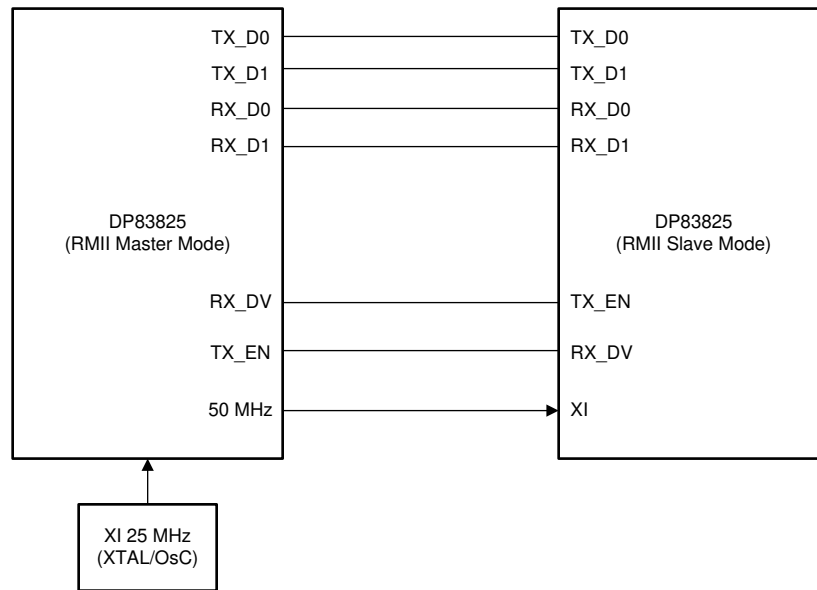 TX_D0 TX_D0
TX_D1 TX_D1
RX_D0 RX_D0
RX_D1 RX_D1
DP83825 DP83825
(RMII Master Mode) (RMII Slave Mode)
RX_DV TX_EN
TX_EN RX_DV
50 MHz XI
XI 25 MHz
(XTAL/OsC)